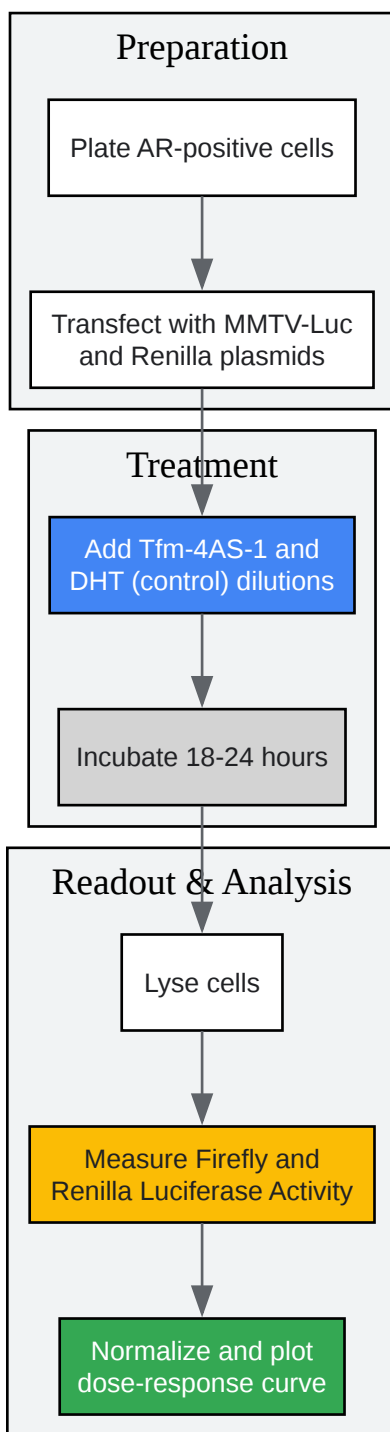 Preparation
Plate AR-positive cells
Transfect with MMTV-Luc
and Renilla plasmids
Treatment
Add Tfm-4AS-1 and
DHT (control) dilutions
Incubate 18-24 hours
Readout & Analysis
Lyse cells
Measure Firefly and
Renilla Luciferase Activity
Normalize and plot
dose-response curve